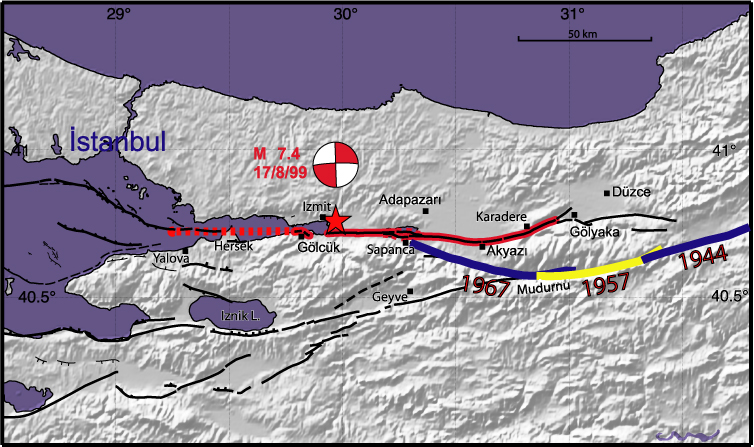 29°
30°
31°
50 km
İstanbul
41
41°
M 7.4
17/8/99
Izmit
Adapazarı
Düzce
Karadere
Gölyaka
Yalova
Hersek
Gölcük
Sapanca
Akyazı
Geyve
1967
Mudurnu
1957
1944
40.5°
40.5°
İznik L.